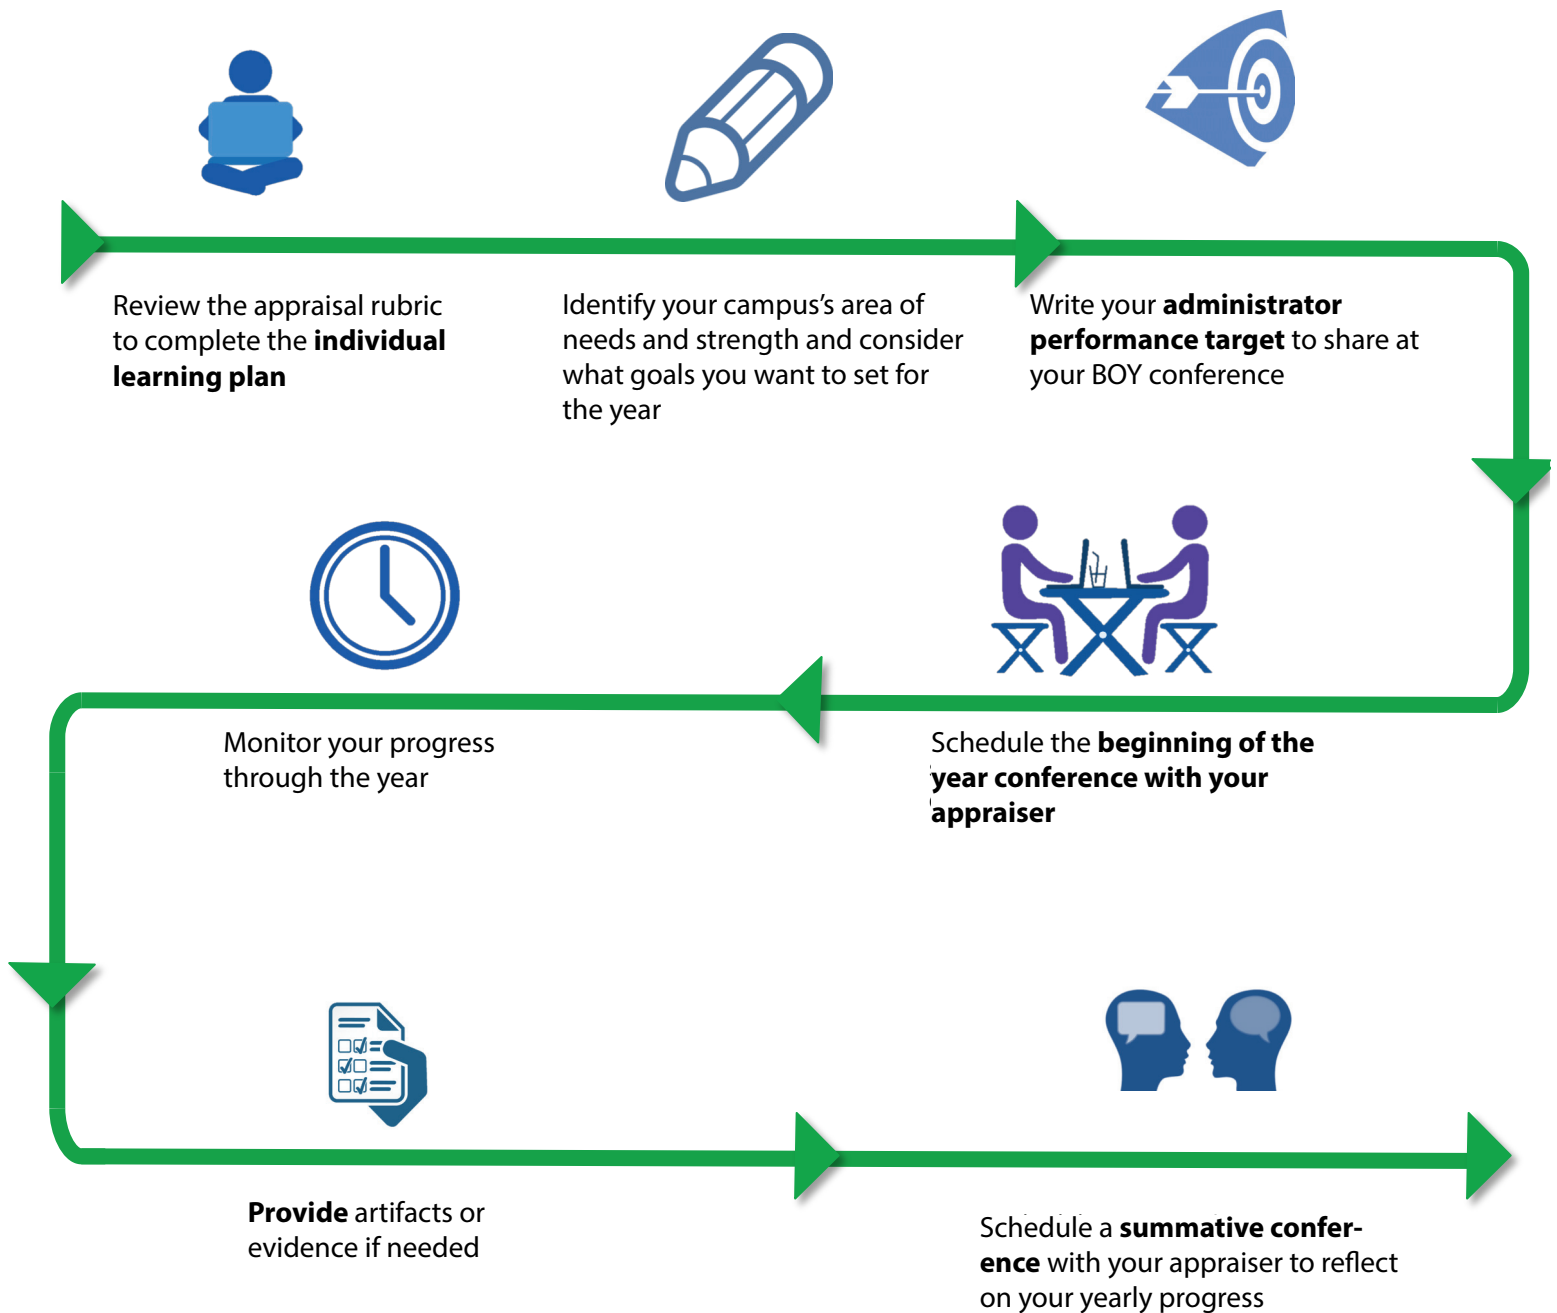 Review the appraisal rubric
to complete the individual
learning plan
Identify your campus’s area of
needs and strength and consider
what goals you want to set for
the year
Write your administrator
performance target to share at
your BOY conference
Monitor your progress
through the year
Schedule the beginning of the
year conference with your
appraiser
Provide artifacts or
evidence if needed
Schedule a summative confer-
ence with your appraiser to reflect
on your yearly progress